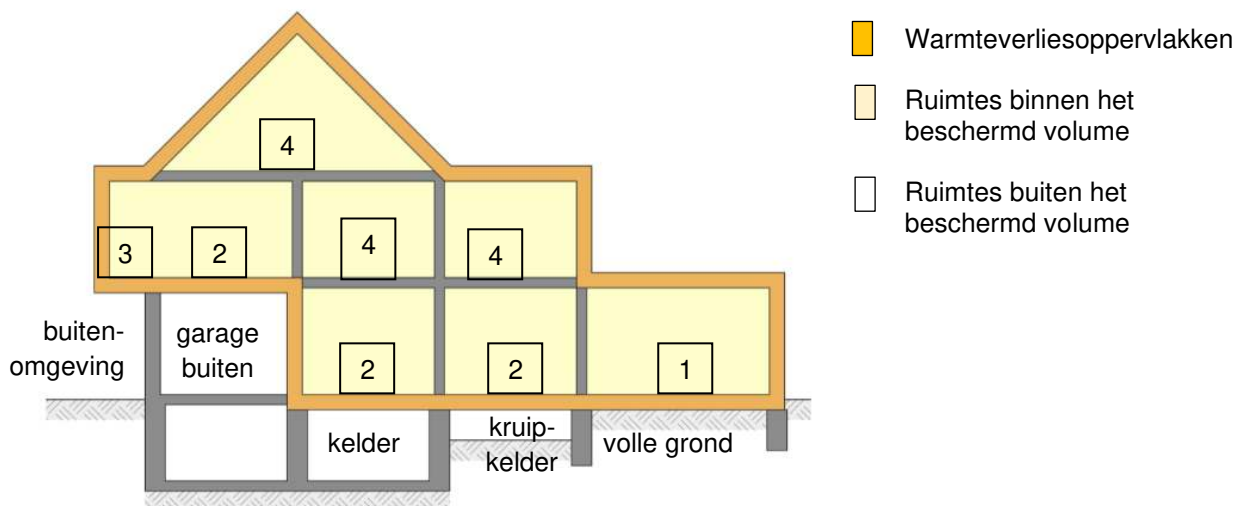 Warmteverliesoppervlakken
Ruimtes binnen het
beschermd volume
Ruimtes buiten het
beschermd volume
4
3
2
4
4
buiten-
omgeving
garage
buiten
2
2
1
kelder
kruip-
kelder
volle grond